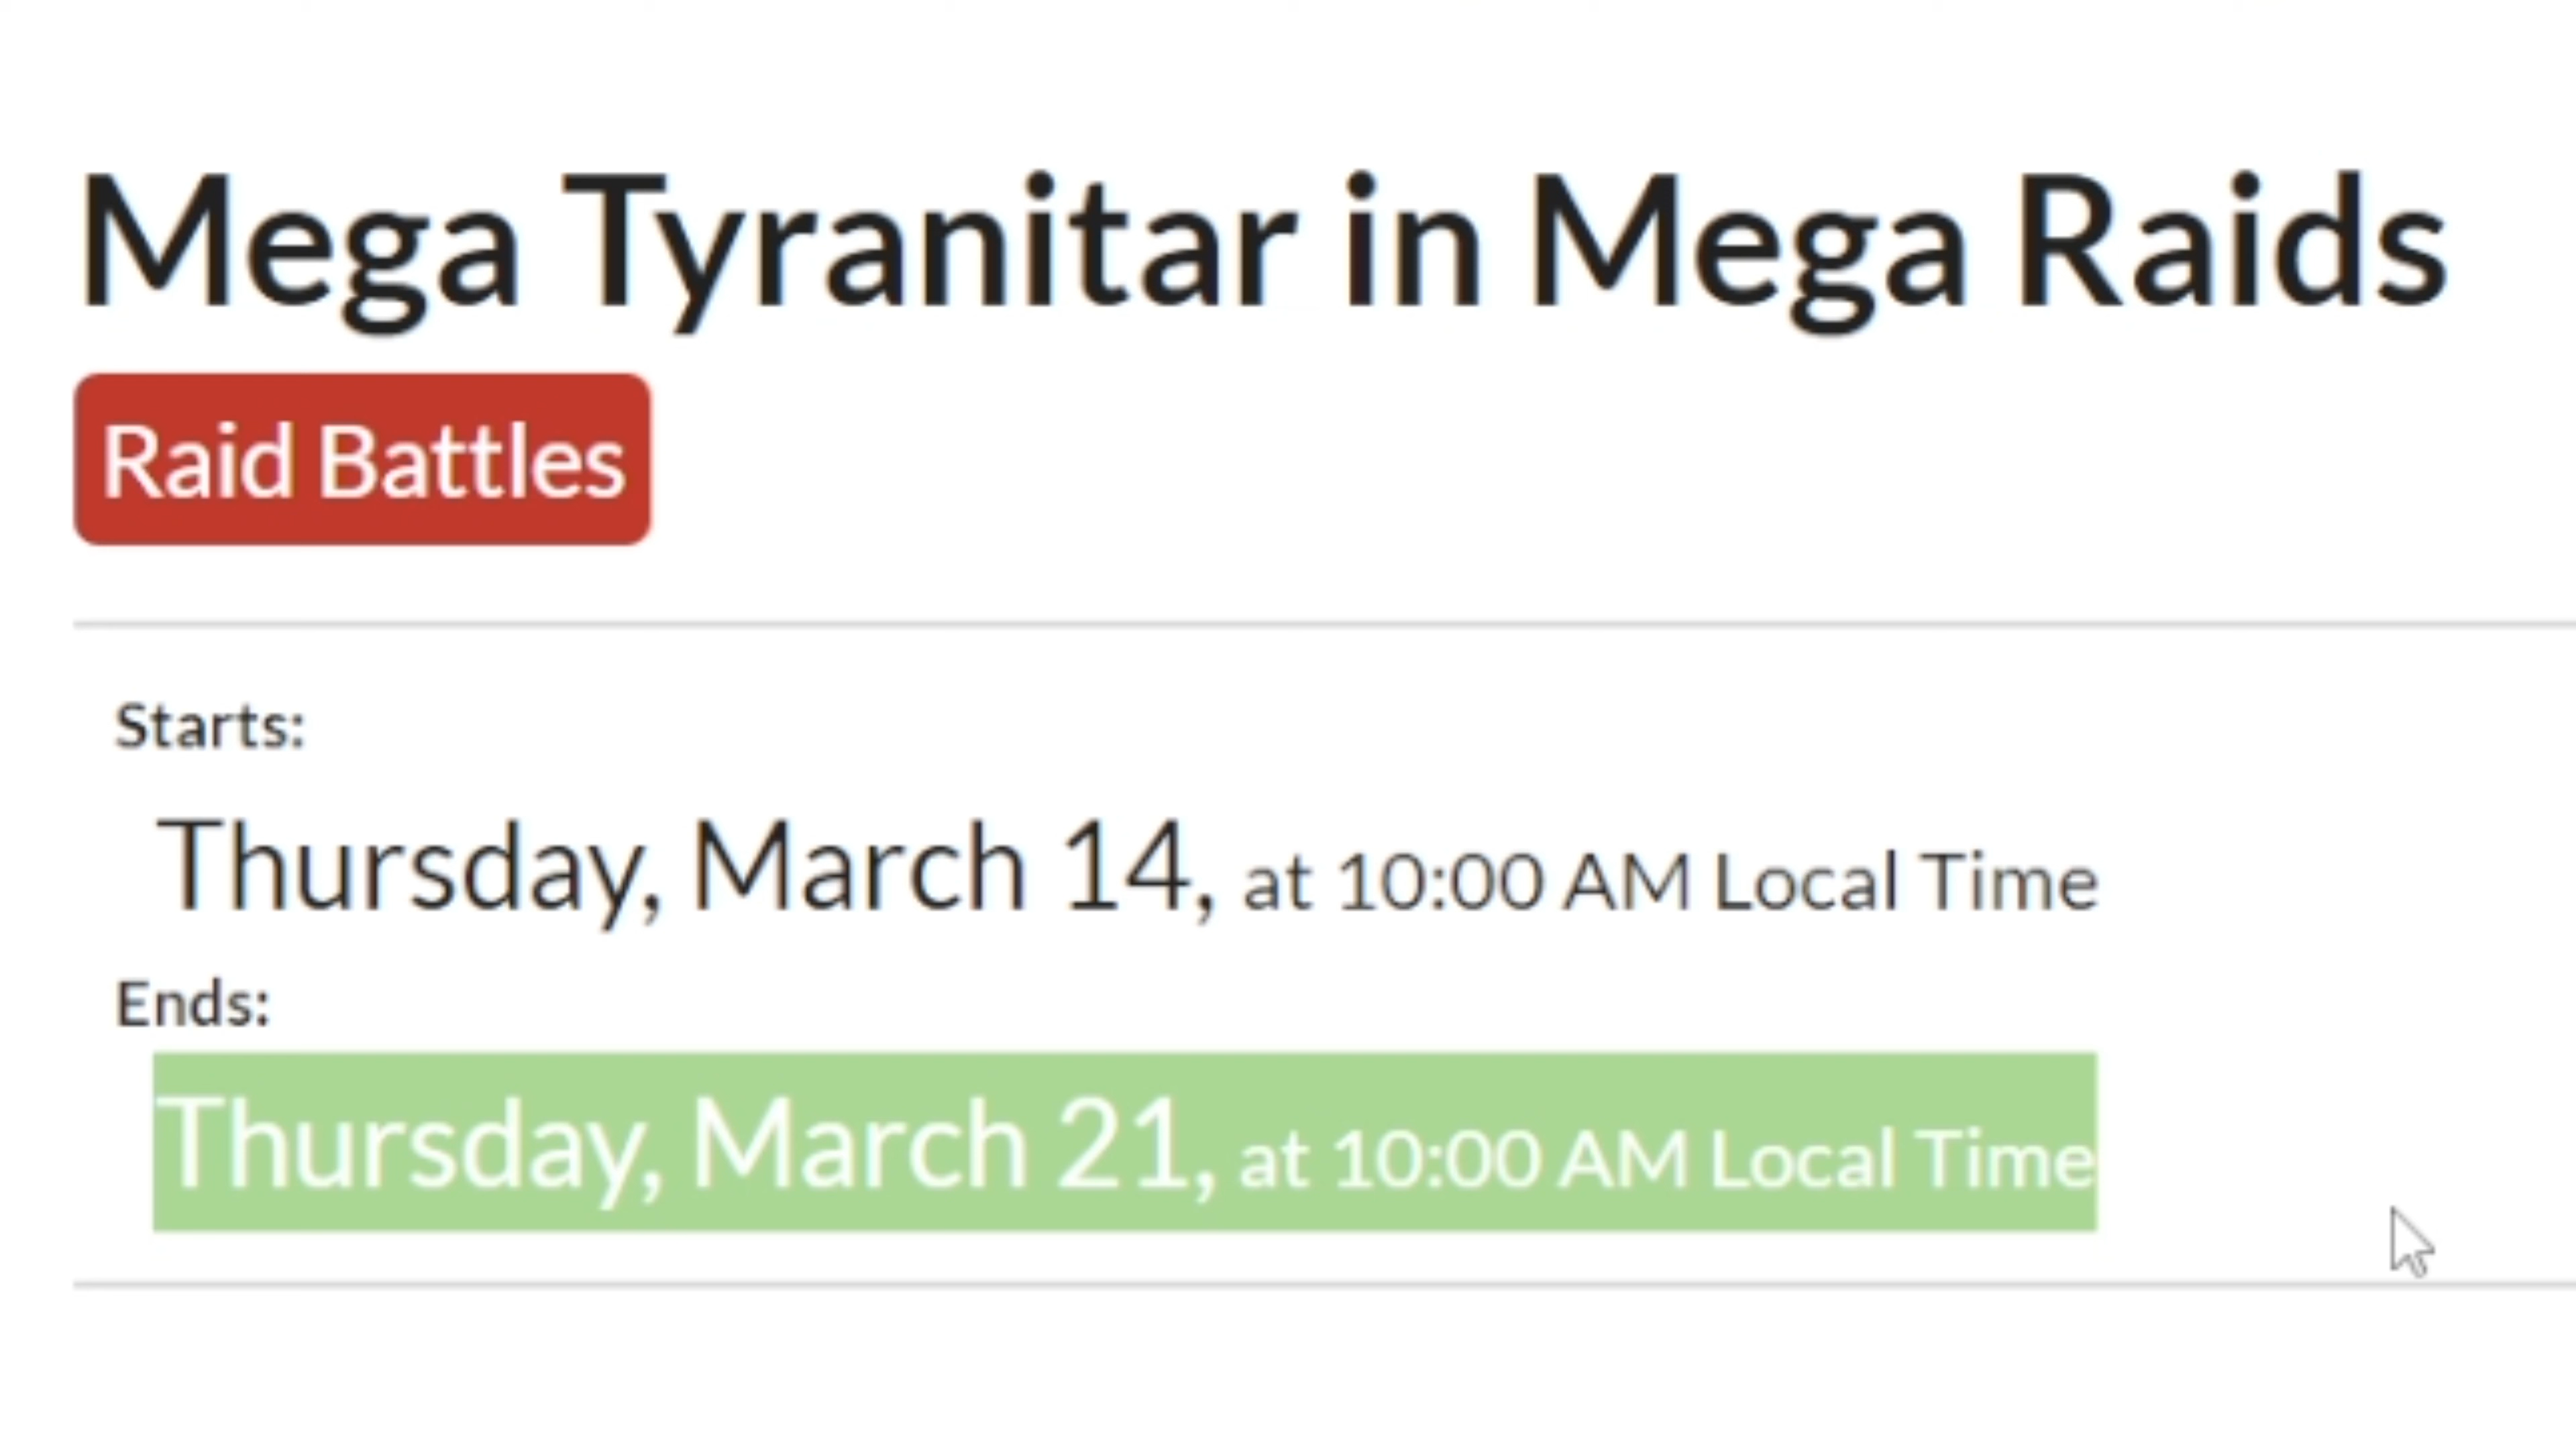 Mega Tyranitar in Mega Raids
Raid Battles
Starts:
Thursday, March 14, at 10:00 AM Local Time
Ends:
Thursday, March 21, at 10:00 AM Local Time